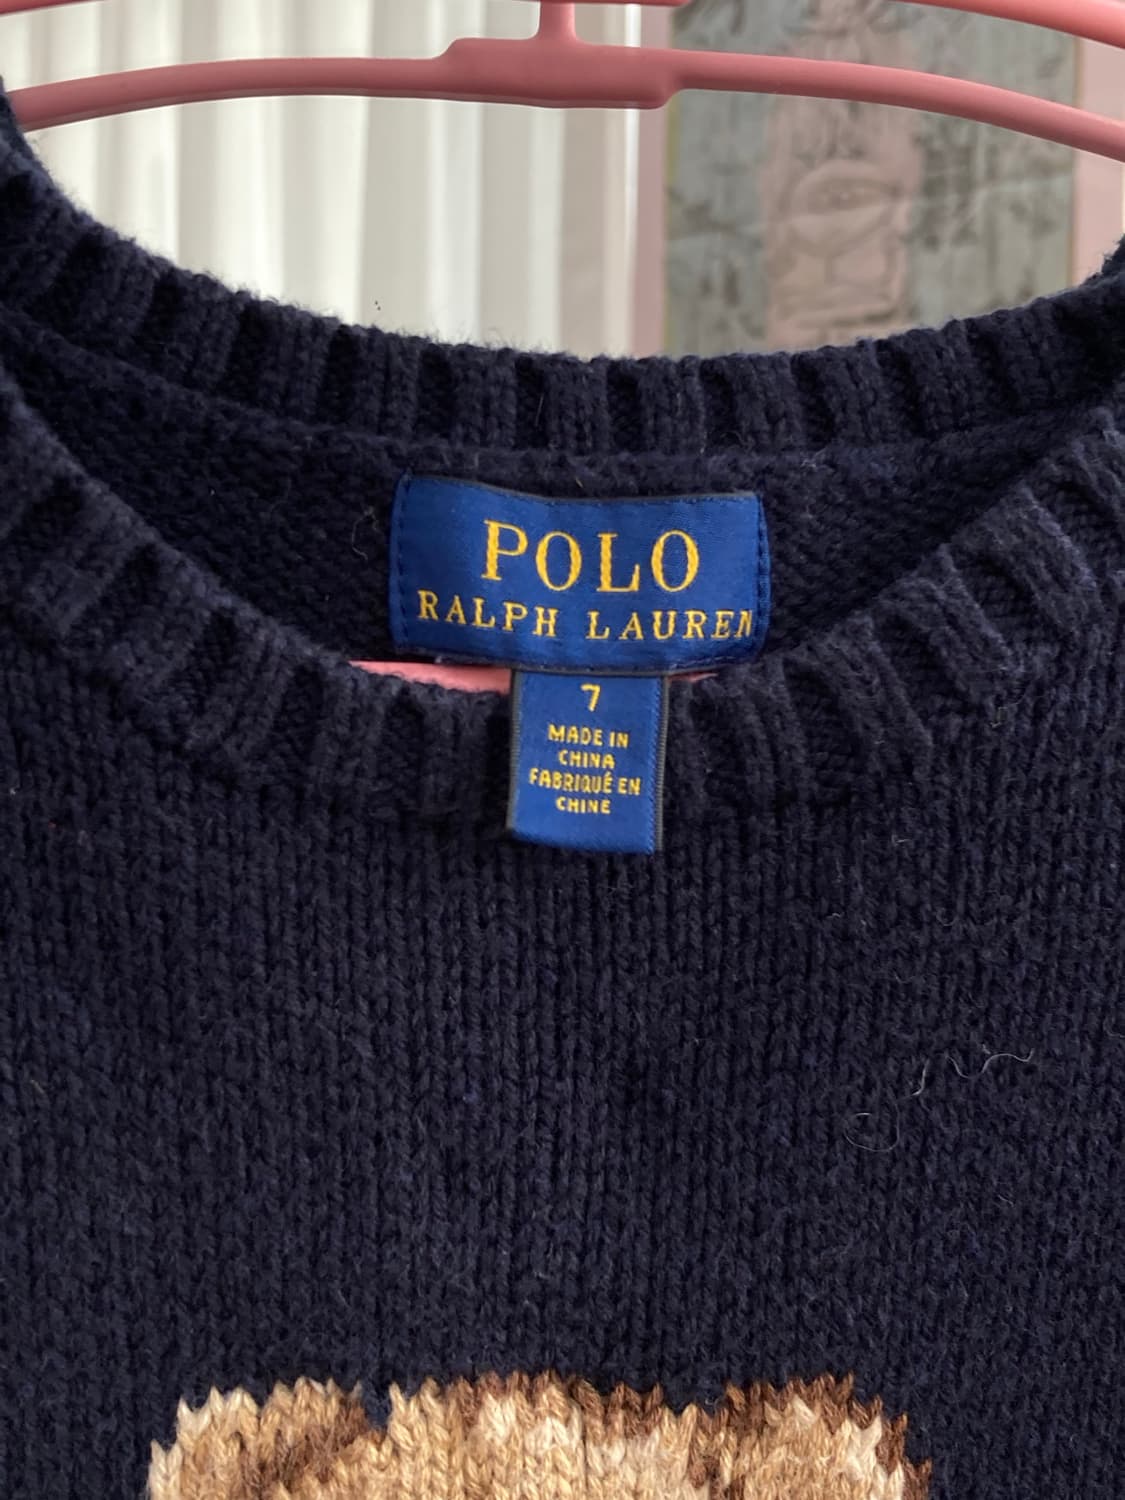 POLO
RALPH LAUREN
7
MADE IN
CHINA
FABRIQUÉ EN
CHINE